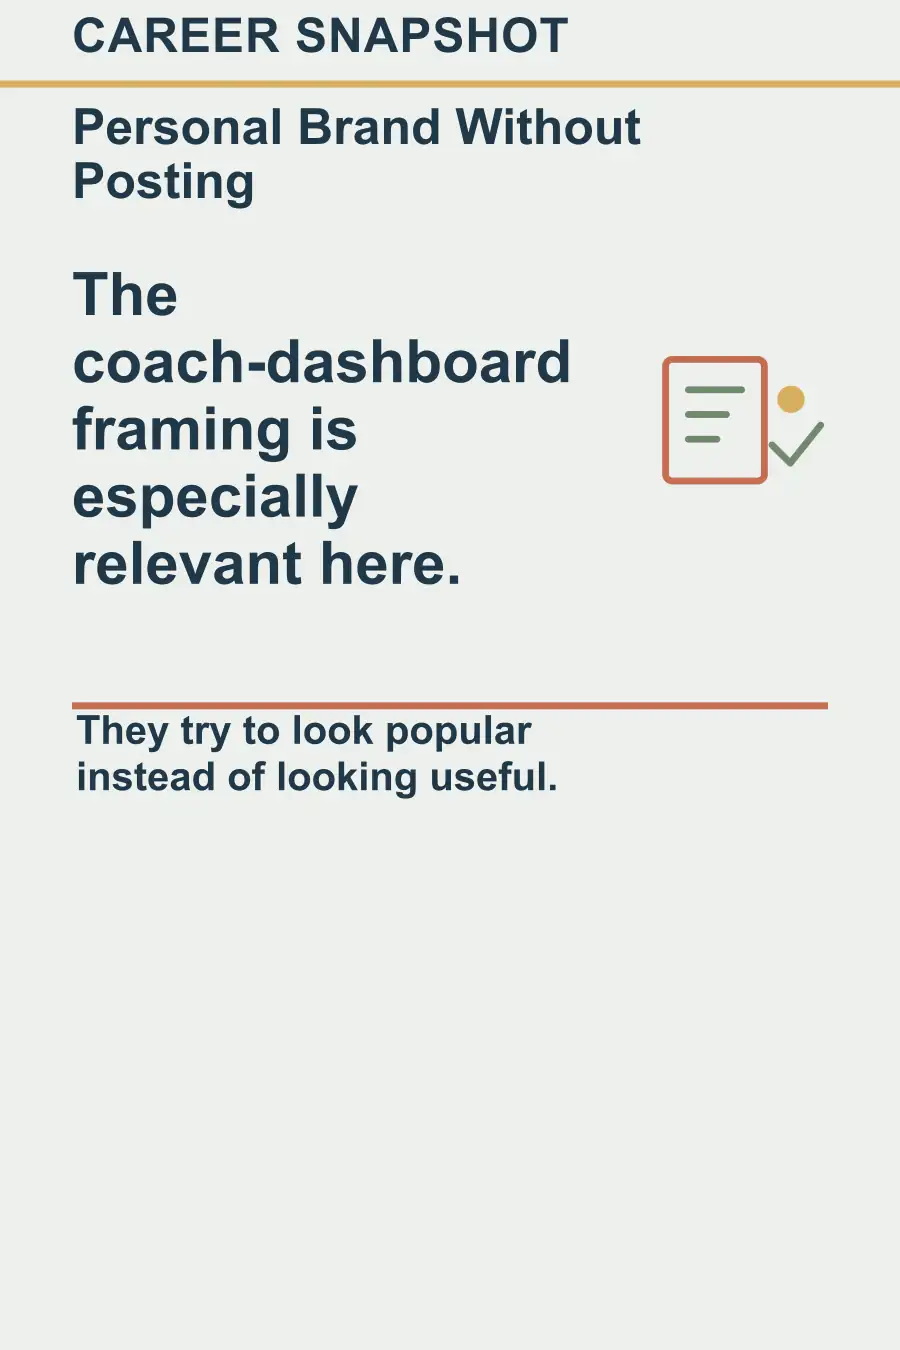 CAREER SNAPSHOT
Personal Brand Without
Posting
The
coach-dashboard
framing is
especially
relevant here.
They try to look popular
instead of looking useful.